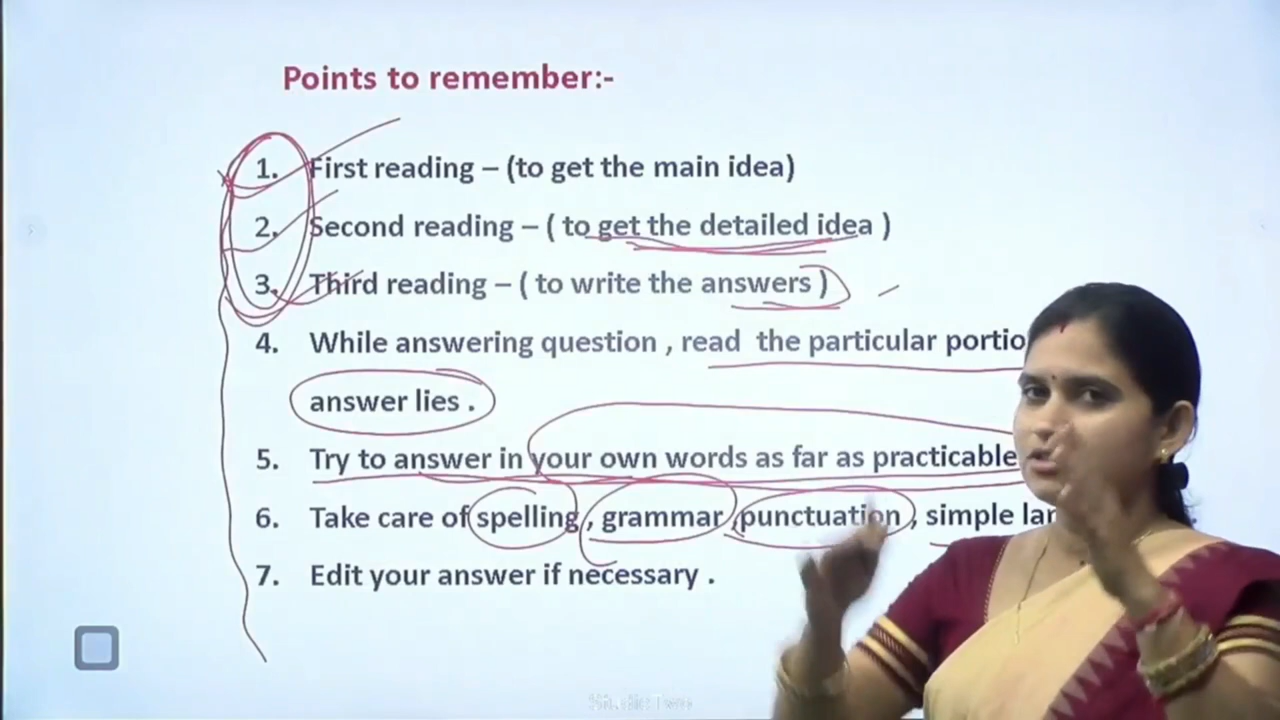 Points to remember:-
1. First reading – (to get the main idea)
2. Second reading – ( to get the detailed idea )
3. Third reading – ( to write the answers )
4. While answering question , read the particular portio
answer lies .
5. Try to answer in your own words as far as practicable
6. Take care of spelling , grammar ,punctuation , simple lan
7. Edit your answer if necessary .